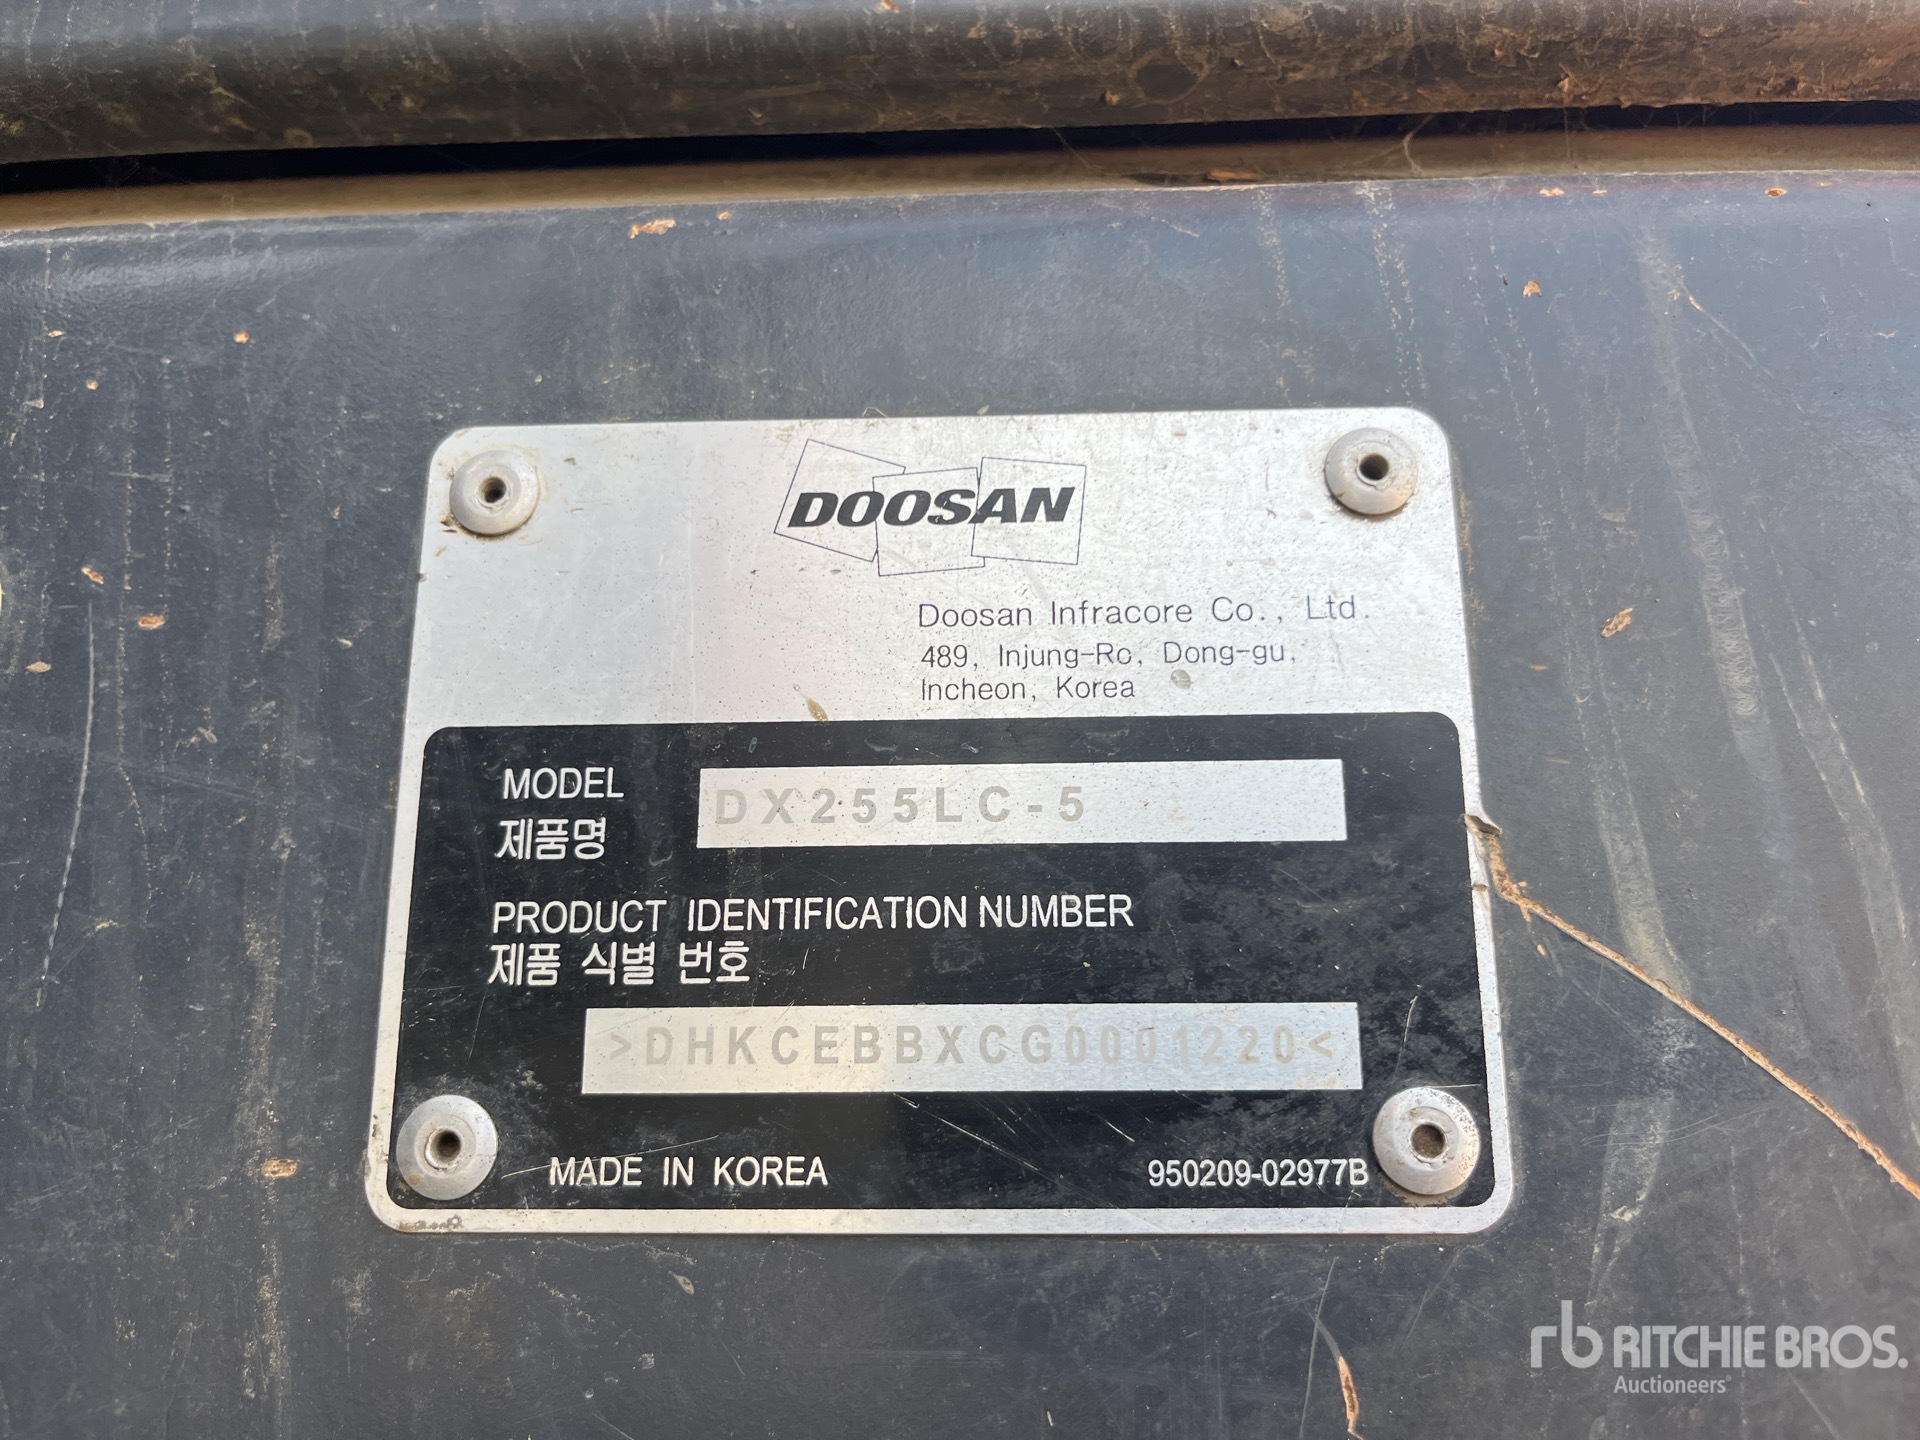 DOOSAN
Doosan Infracore Co., Ltd.
489, Injung-Ro, Dong-gu,
Incheon, Korea
MODEL
제품명
DX255LC-5
PRODUCT IDENTIFICATION NUMBER
제품 식별 번호
>DHKCEBBXCG0001220<
MADE IN KOREA
950209-02977B
rb RITCHIE BROS.
Auctioneers